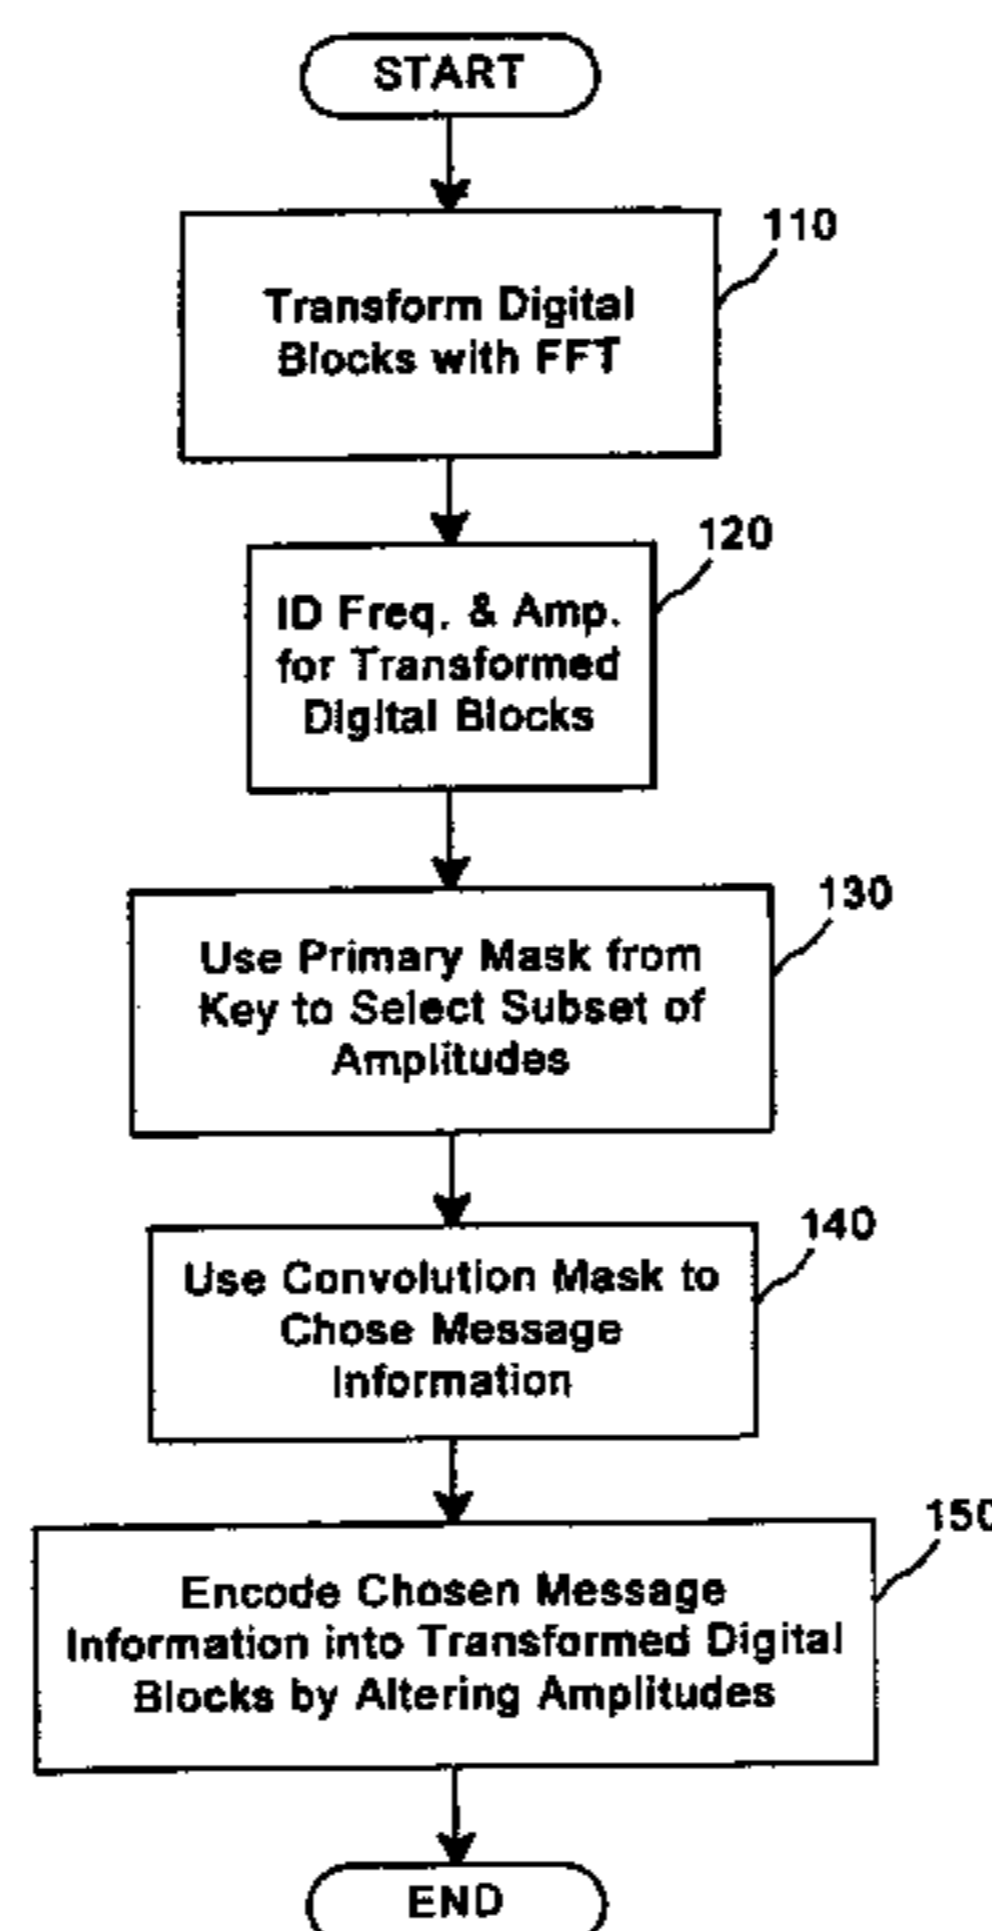 START
110
Transform Digital
Blocks with FFT
120
ID Freq. & Amp.
for Transformed
Digital Blocks
130
Use Primary Mask from
Key to Select Subset of
Amplitudes
140
Use Convolution Mask to
Chose Message
Information
150
Encode Chosen Message
Information into Transformed Digital
Blocks by Altering Amplitudes
END